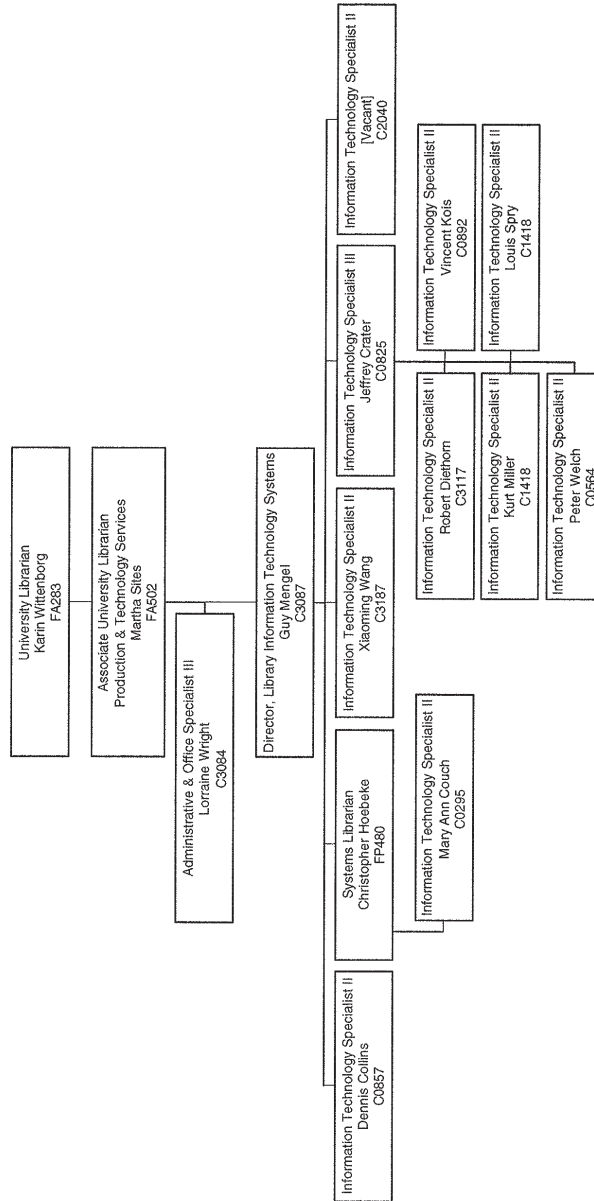 University Librarian
Karin Wittenborg
FA283
Associate University Librarian
Production & Technology Services
Martha Sites
FA502
Administrative & Office Specialist III
Lorraine Wright
C3084
Director, Library Information Technology Systems
Guy Mengel
C3087
Information Technology Specialist II
Dennis Collins
C0857
Systems Librarian
Christopher Hoebeke
FP480
Information Technology Specialist II
Mary Ann Couch
C0295
Information Technology Specialist II
Xiaoming Wang
C3187
Information Technology Specialist III
Jeffrey Crater
C0825
Information Technology Specialist II
Robert Diethorn
C3117
Information Technology Specialist II
Vincent Kois
C0892
Information Technology Specialist II
Kurt Miller
C1418
Information Technology Specialist II
Louis Spry
C1418
Information Technology Specialist II
Peter Welch
C0564
Information Technology Specialist II
[Vacant]
C2040